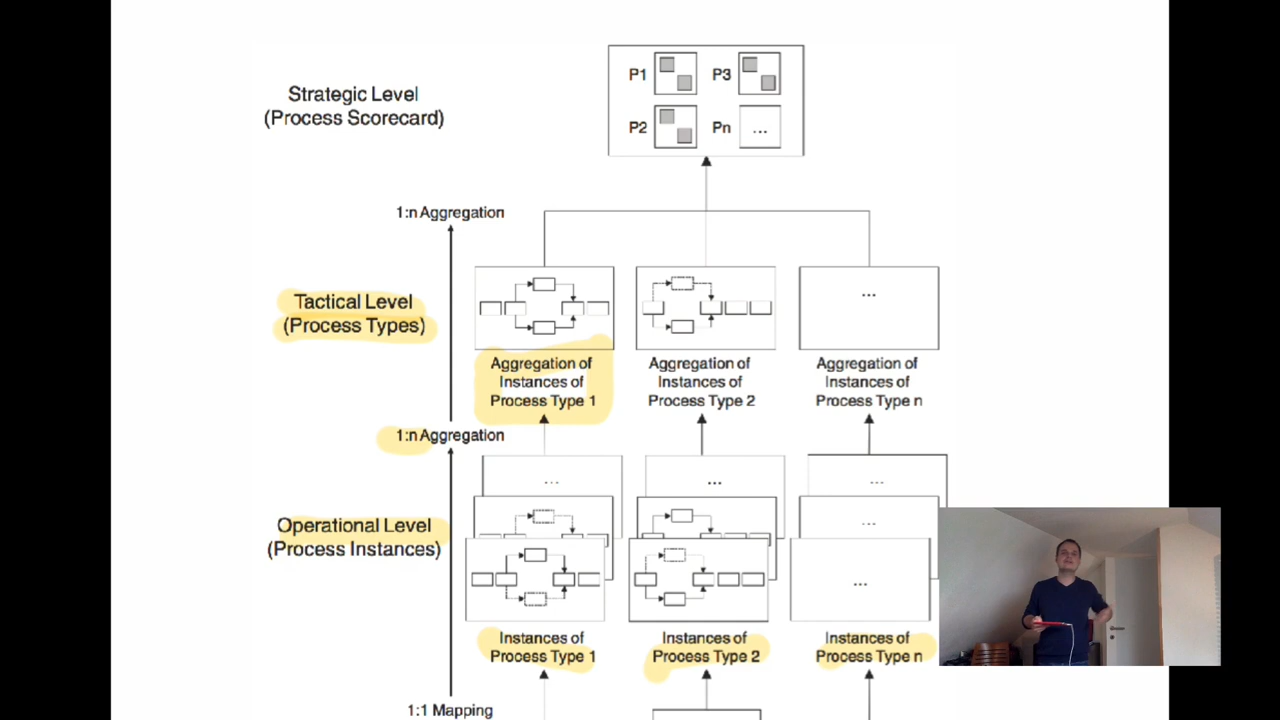 P1
P3
Strategic Level
(Process Scorecard)
P2
Pn
...
1:n Aggregation
Tactical Level
(Process Types)
...
Aggregation of
Instances of
Process Type 1
Aggregation of
Instances of
Process Type 2
Aggregation of
Instances of
Process Type n
1:n Aggregation
...
...
...
Operational Level
(Process Instances)
...
...
Instances of
Process Type 1
Instances of
Process Type 2
Instances of
Process Type n
1:1 Mapping